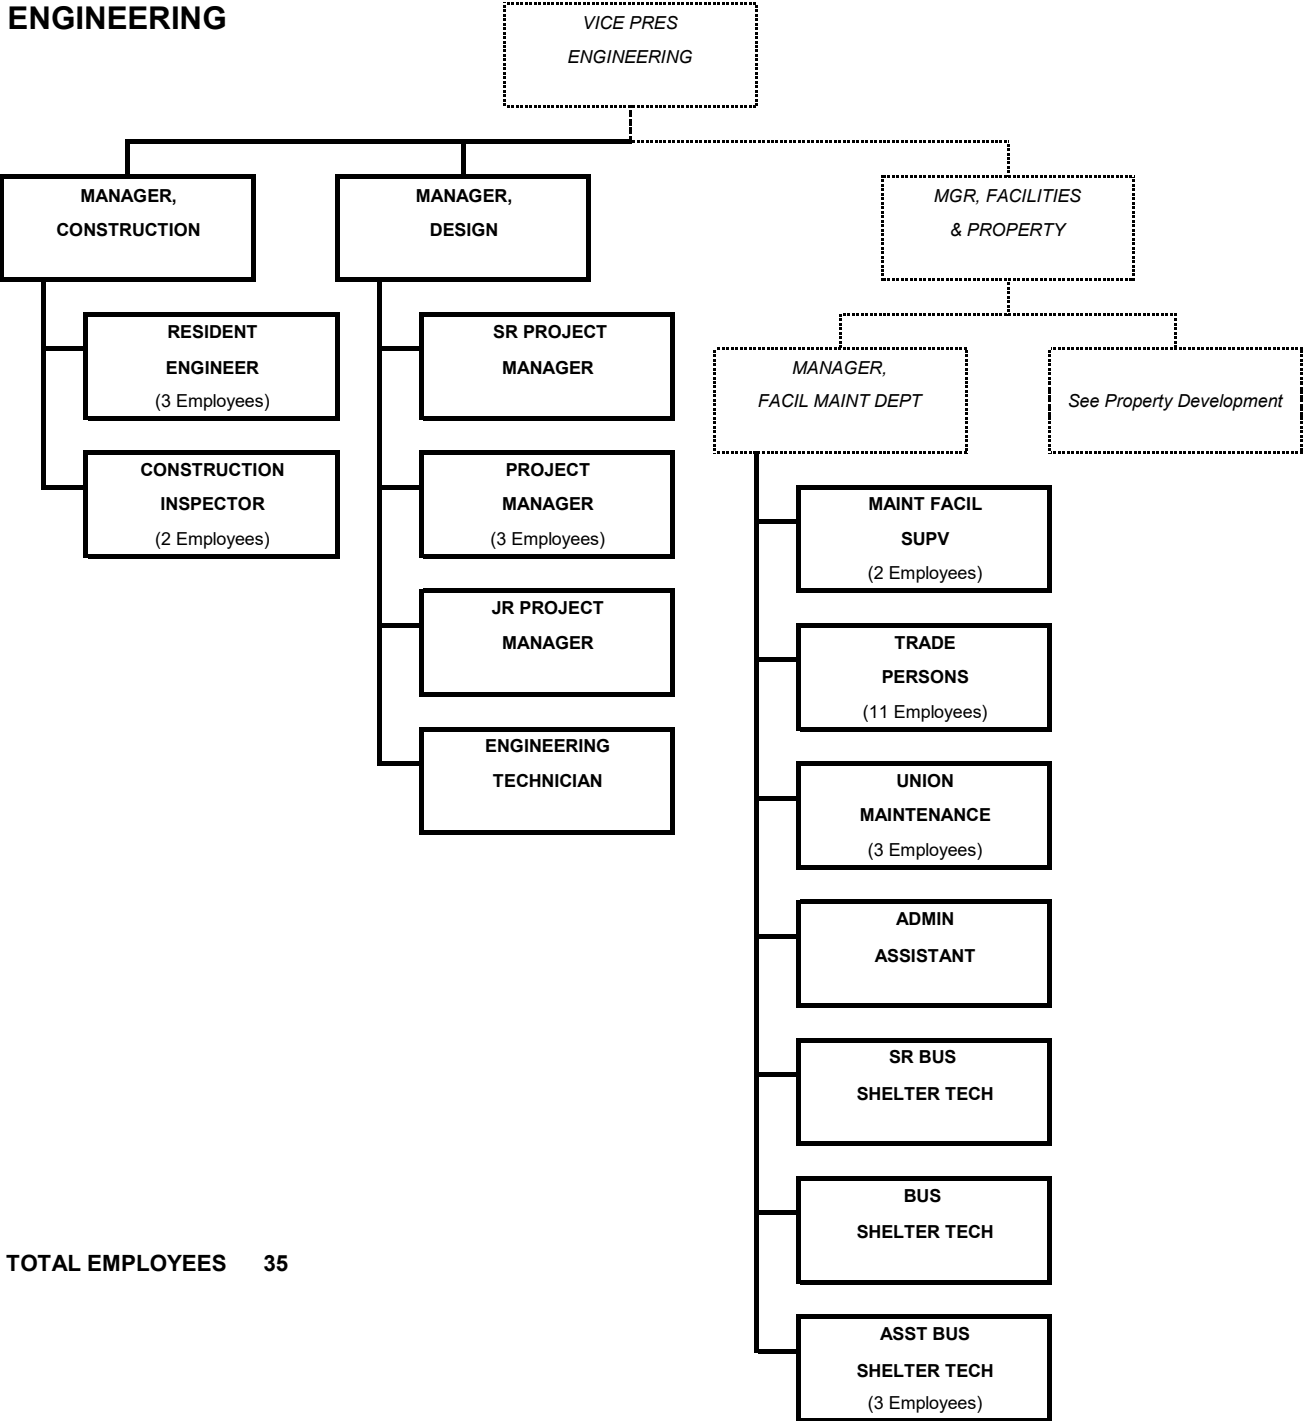 ENGINEERING
VICE PRES
ENGINEERING
MANAGER,
CONSTRUCTION
MANAGER,
DESIGN
MGR, FACILITIES
& PROPERTY
RESIDENT
ENGINEER
(3 Employees)
SR PROJECT
MANAGER
MANAGER,
FACIL MAINT DEPT
See Property Development
CONSTRUCTION
INSPECTOR
(2 Employees)
PROJECT
MANAGER
(3 Employees)
MAINT FACIL
SUPV
(2 Employees)
JR PROJECT
MANAGER
TRADE
PERSONS
(11 Employees)
ENGINEERING
TECHNICIAN
UNION
MAINTENANCE
(3 Employees)
ADMIN
ASSISTANT
SR BUS
SHELTER TECH
BUS
SHELTER TECH
TOTAL EMPLOYEES 35
ASST BUS
SHELTER TECH
(3 Employees)